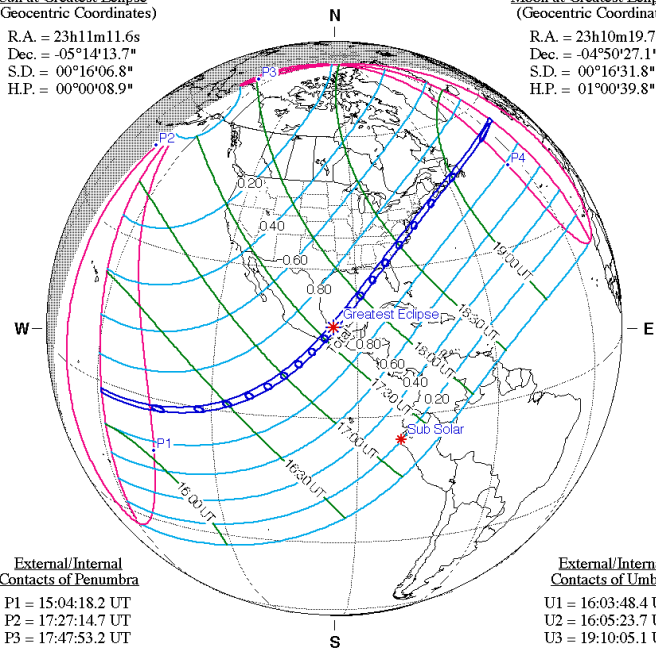 Sun at Greatest Eclipse
(Geocentric Coordinates)
R.A. = 23h11m11.6s
Dec. = -05°14'13.7"
S.D. = 00°16'06.8"
H.P. = 00°00'08.9"
Moon at Greatest Eclipse
(Geocentric Coordinat
R.A. = 23h10m19.7
Dec. = -04°50'27.1"
S.D. = 00°16'31.8"
H.P. = 01°00'39.8"
N
P3
P2
P4
0.20
0.40
0.60
0.80
19:00 UT
18:30 UT
Greatest Eclipse
W
E
0.80
18:00 UT
0.60
0.40
17:30 UT
0.20
Sub Solar
17:00 UT
P1
16:30 UT
16:00 UT
External/Internal
Contacts of Penumbra
P1 = 15:04:18.2 UT
P2 = 17:27:14.7 UT
P3 = 17:47:53.2 UT
S
External/Intern
Contacts of Umb
U1 = 16:03:48.4 U
U2 = 16:05:23.7 U
U3 = 19:10:05.1 U